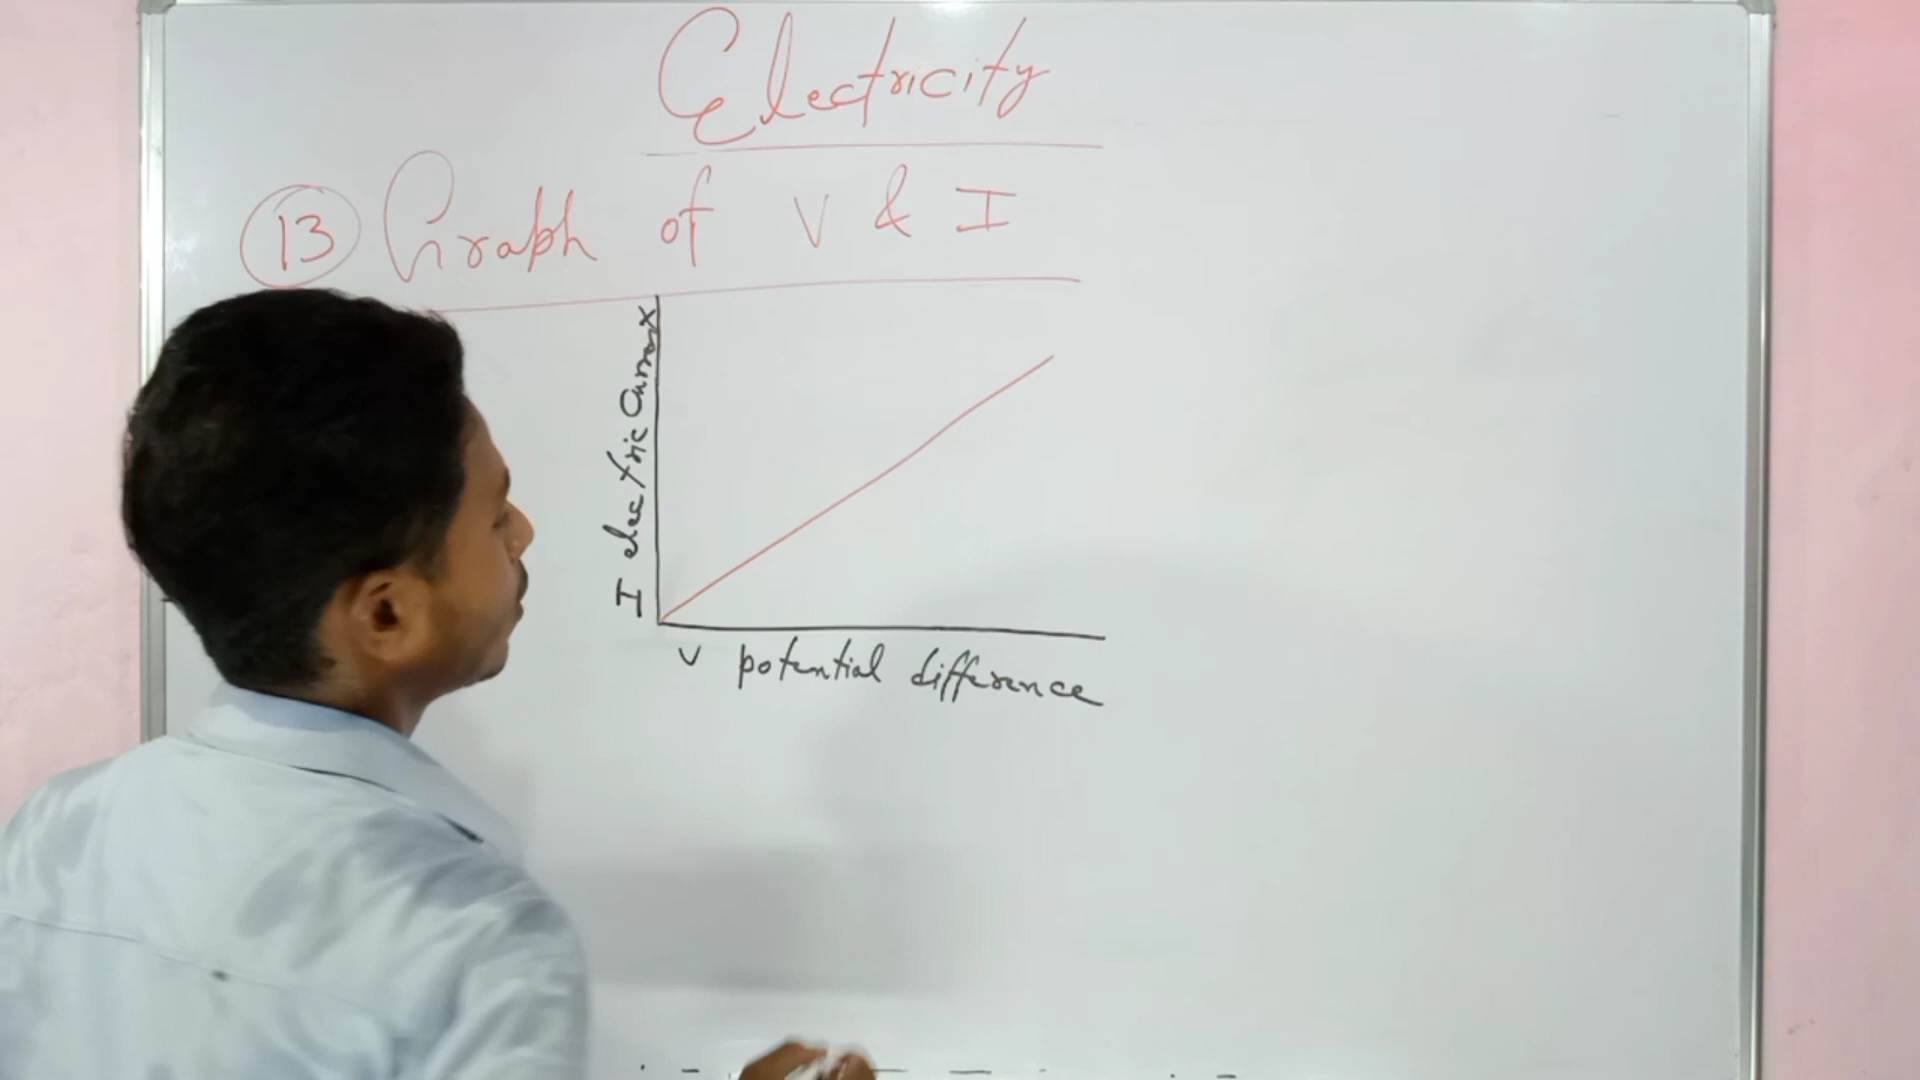 Electricity
13 Graph of V & I
I electric Current
V potential difference